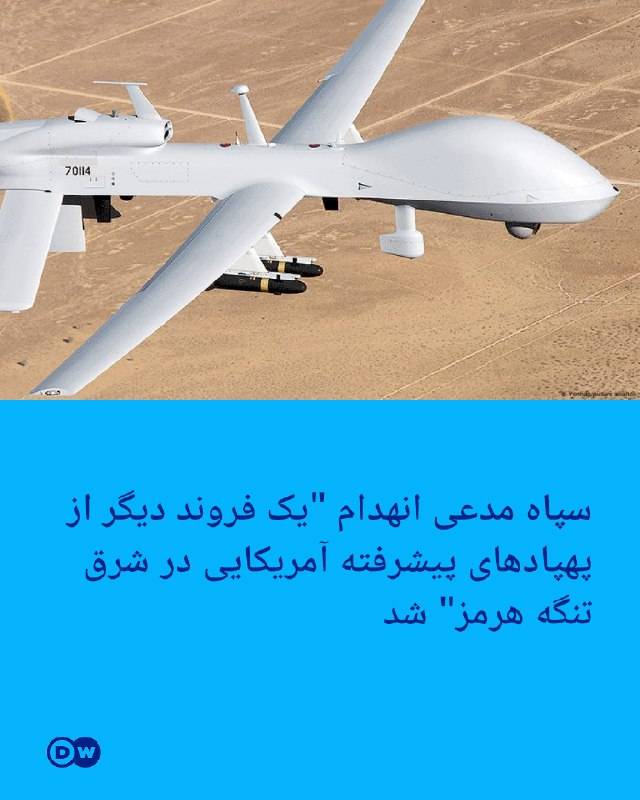 70114
سپاه مدعی انهدام "یک فروند دیگر از
پهپادهای پیشرفته آمریکایی در شرق
تنگه هرمز" شد
DW